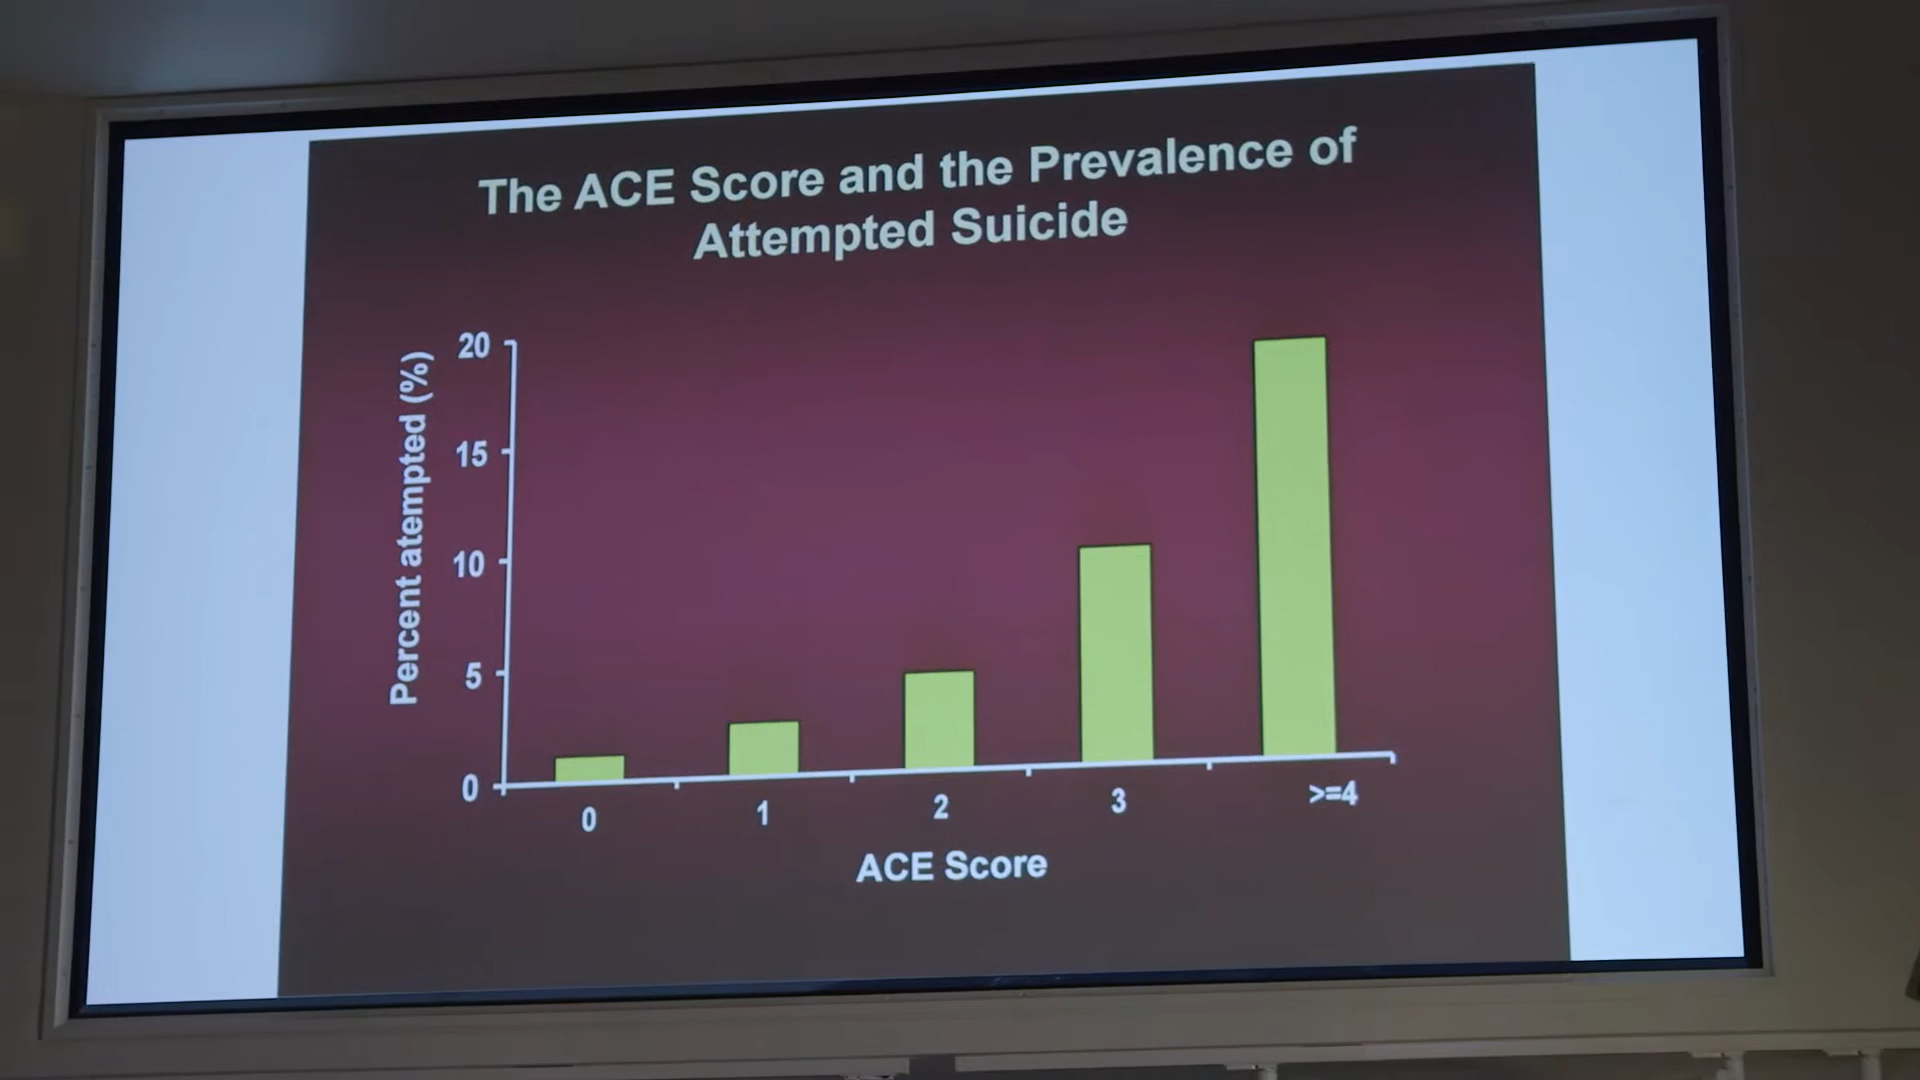 The ACE Score and the Prevalence of
Attempted Suicide
Percent atempted (%)
20
15
10
5
0
0
1
2
3
>=4
ACE Score